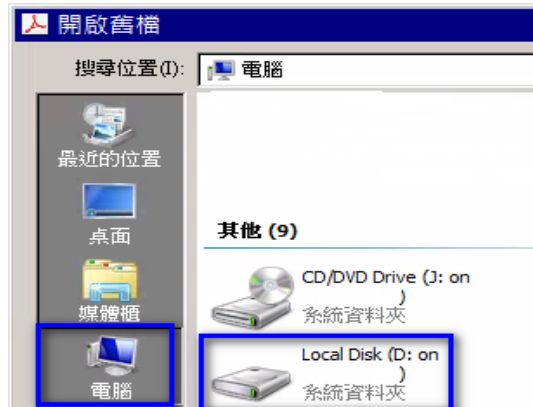 開啟舊檔
搜尋位置(I):
電腦
最近的位置
桌面
媒體櫃
電腦
其他 (9)
CD/DVD Drive (J: on
)
系統資料夾
Local Disk (D: on
)
系統資料夾